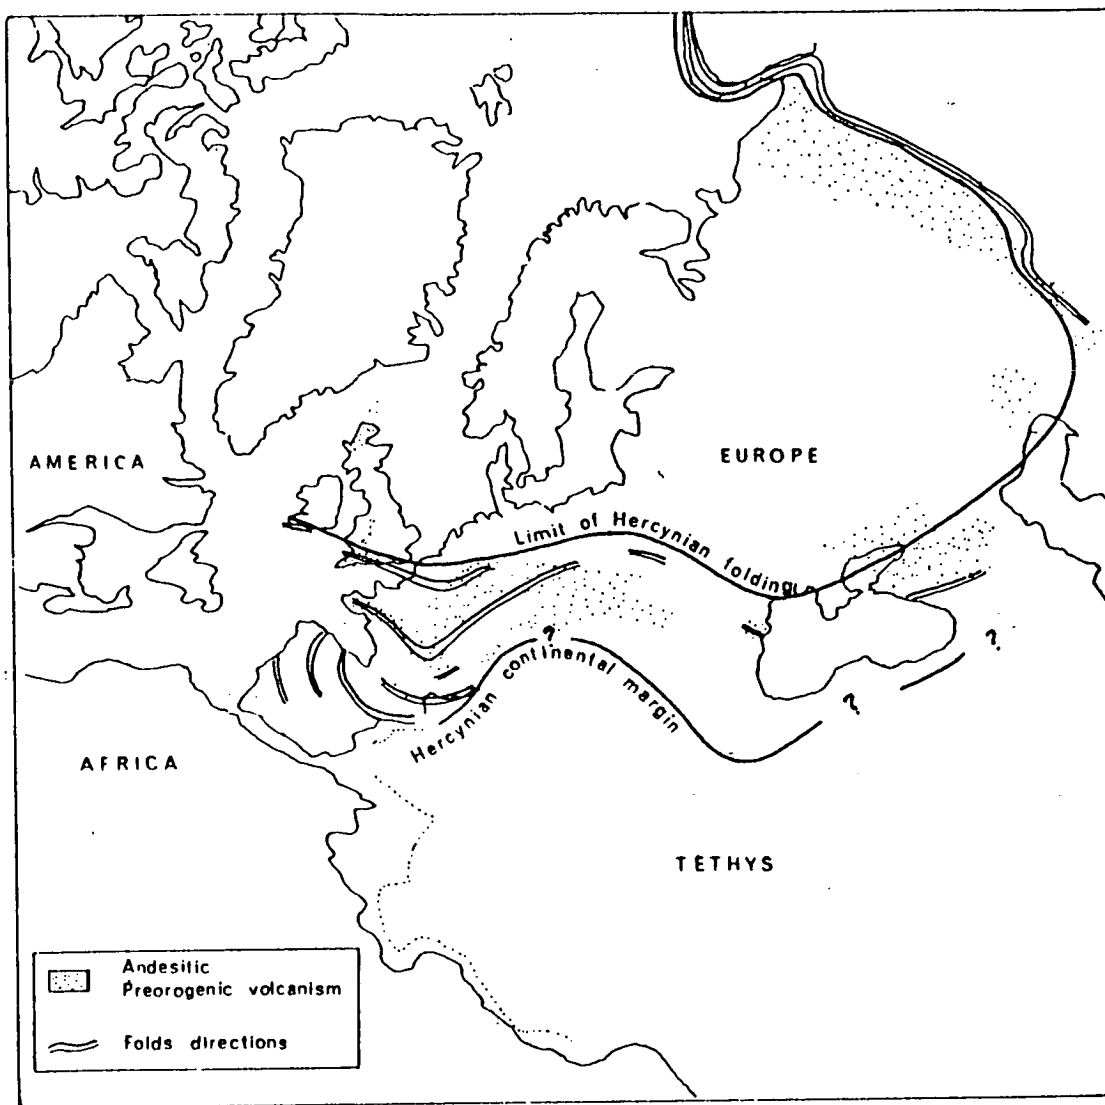 AMERICA
EUROPE
Limit of Hercynian folding
?
?
?
Hercynian continental margin
AFRICA
TETHYS
Andesitic
Preorogenic volcanism
Folds directions